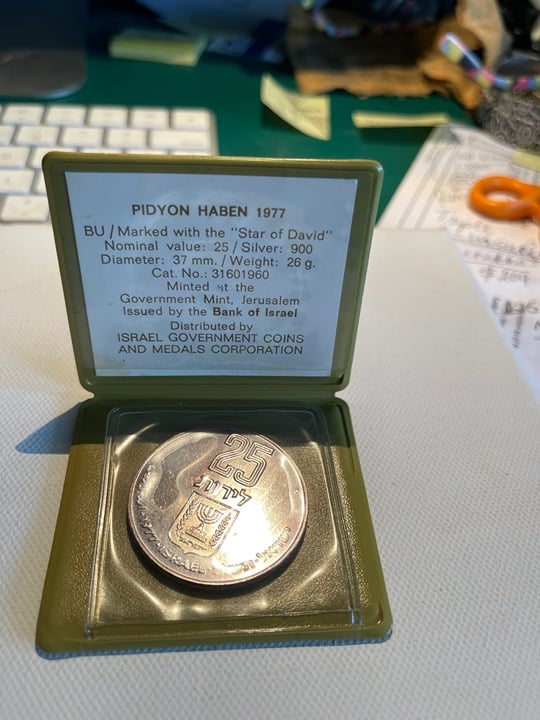 PIDYON HABEN 1977
BU / Marked with the "Star of David"
Nominal value: 25 / Silver: 900
Diameter: 37 mm. / Weight: 26 g.
Cat. No.: 31601960
Minted at the
Government Mint, Jerusalem
Issued by the Bank of Israel
Distributed by
ISRAEL GOVERNMENT COINS
AND MEDALS CORPORATION
25
לירות
ISRAEL
ישראל